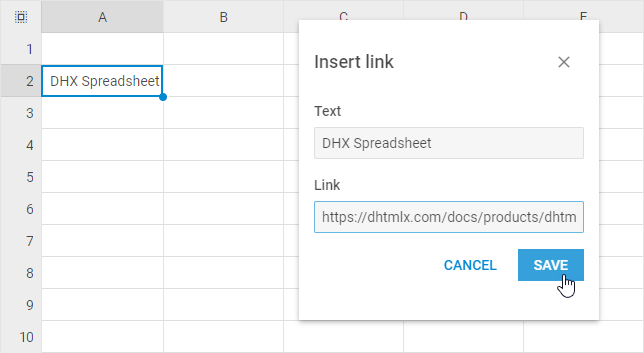 A B C D E
1
2 DHX Spreadsheet
3
4
5
6
7
8
9
10
Insert link
Text
DHX Spreadsheet
Link
https://dhtmlx.com/docs/products/dhtm
CANCEL SAVE